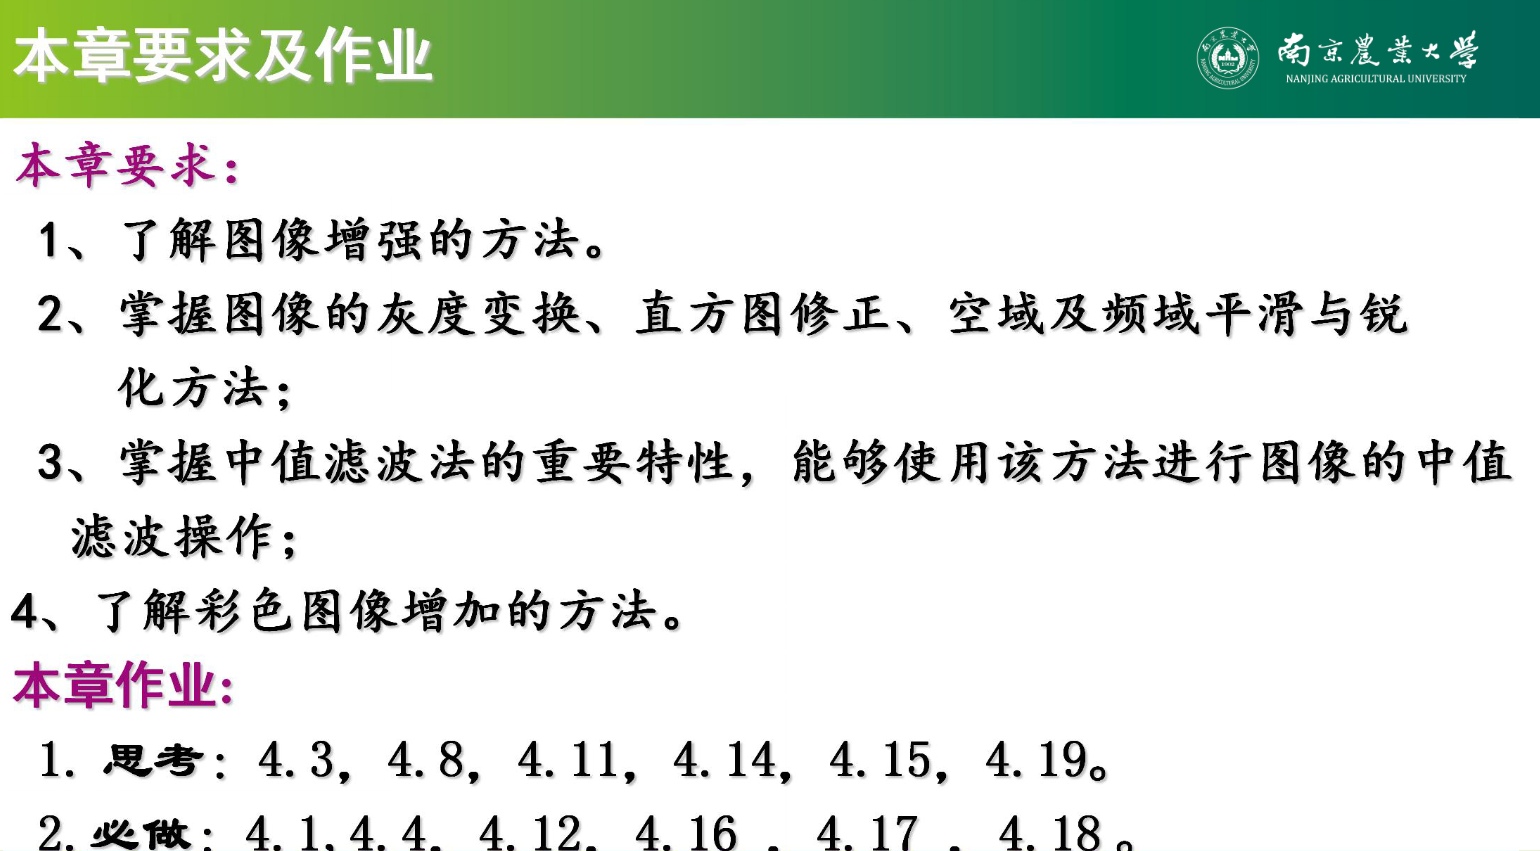 本章要求及作业
南京農業大學
NANJING AGRICULTURAL UNIVERSITY
本章要求：
1、了解图像增强的方法。
2、掌握图像的灰度变换、直方图修正、空域及频域平滑与锐
化方法；
3、掌握中值滤波法的重要特性，能够使用该方法进行图像的中值
滤波操作；
4、了解彩色图像增加的方法。
本章作业:
1. 思考: 4.3, 4.8, 4.11, 4.14, 4.15, 4.19。
2. 必做: 4.1,4.4, 4.12, 4.16 , 4.17 , 4.18。